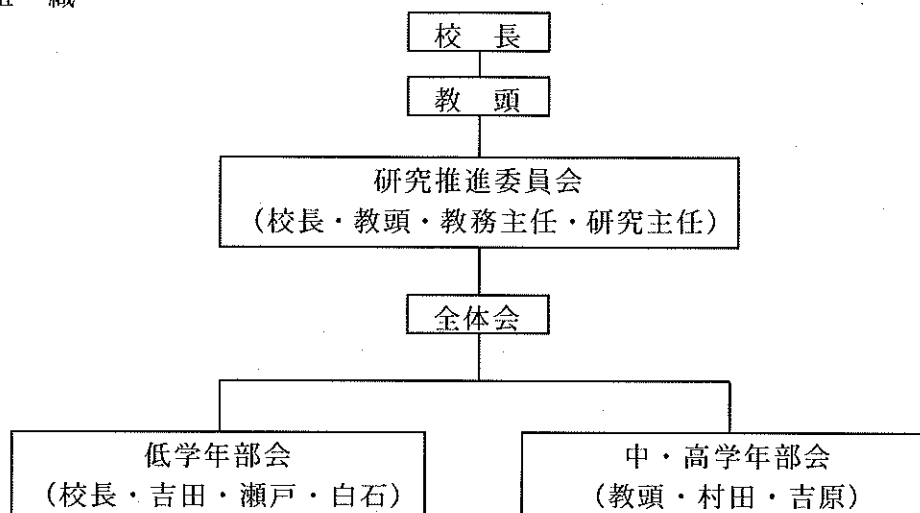 組 織
校 長
教 頭
研究推進委員会
(校長・教頭・教務主任・研究主任)
全体会
低学年部会
(校長・吉田・瀬戸・白石)
中・高学年部会
(教頭・村田・吉原)